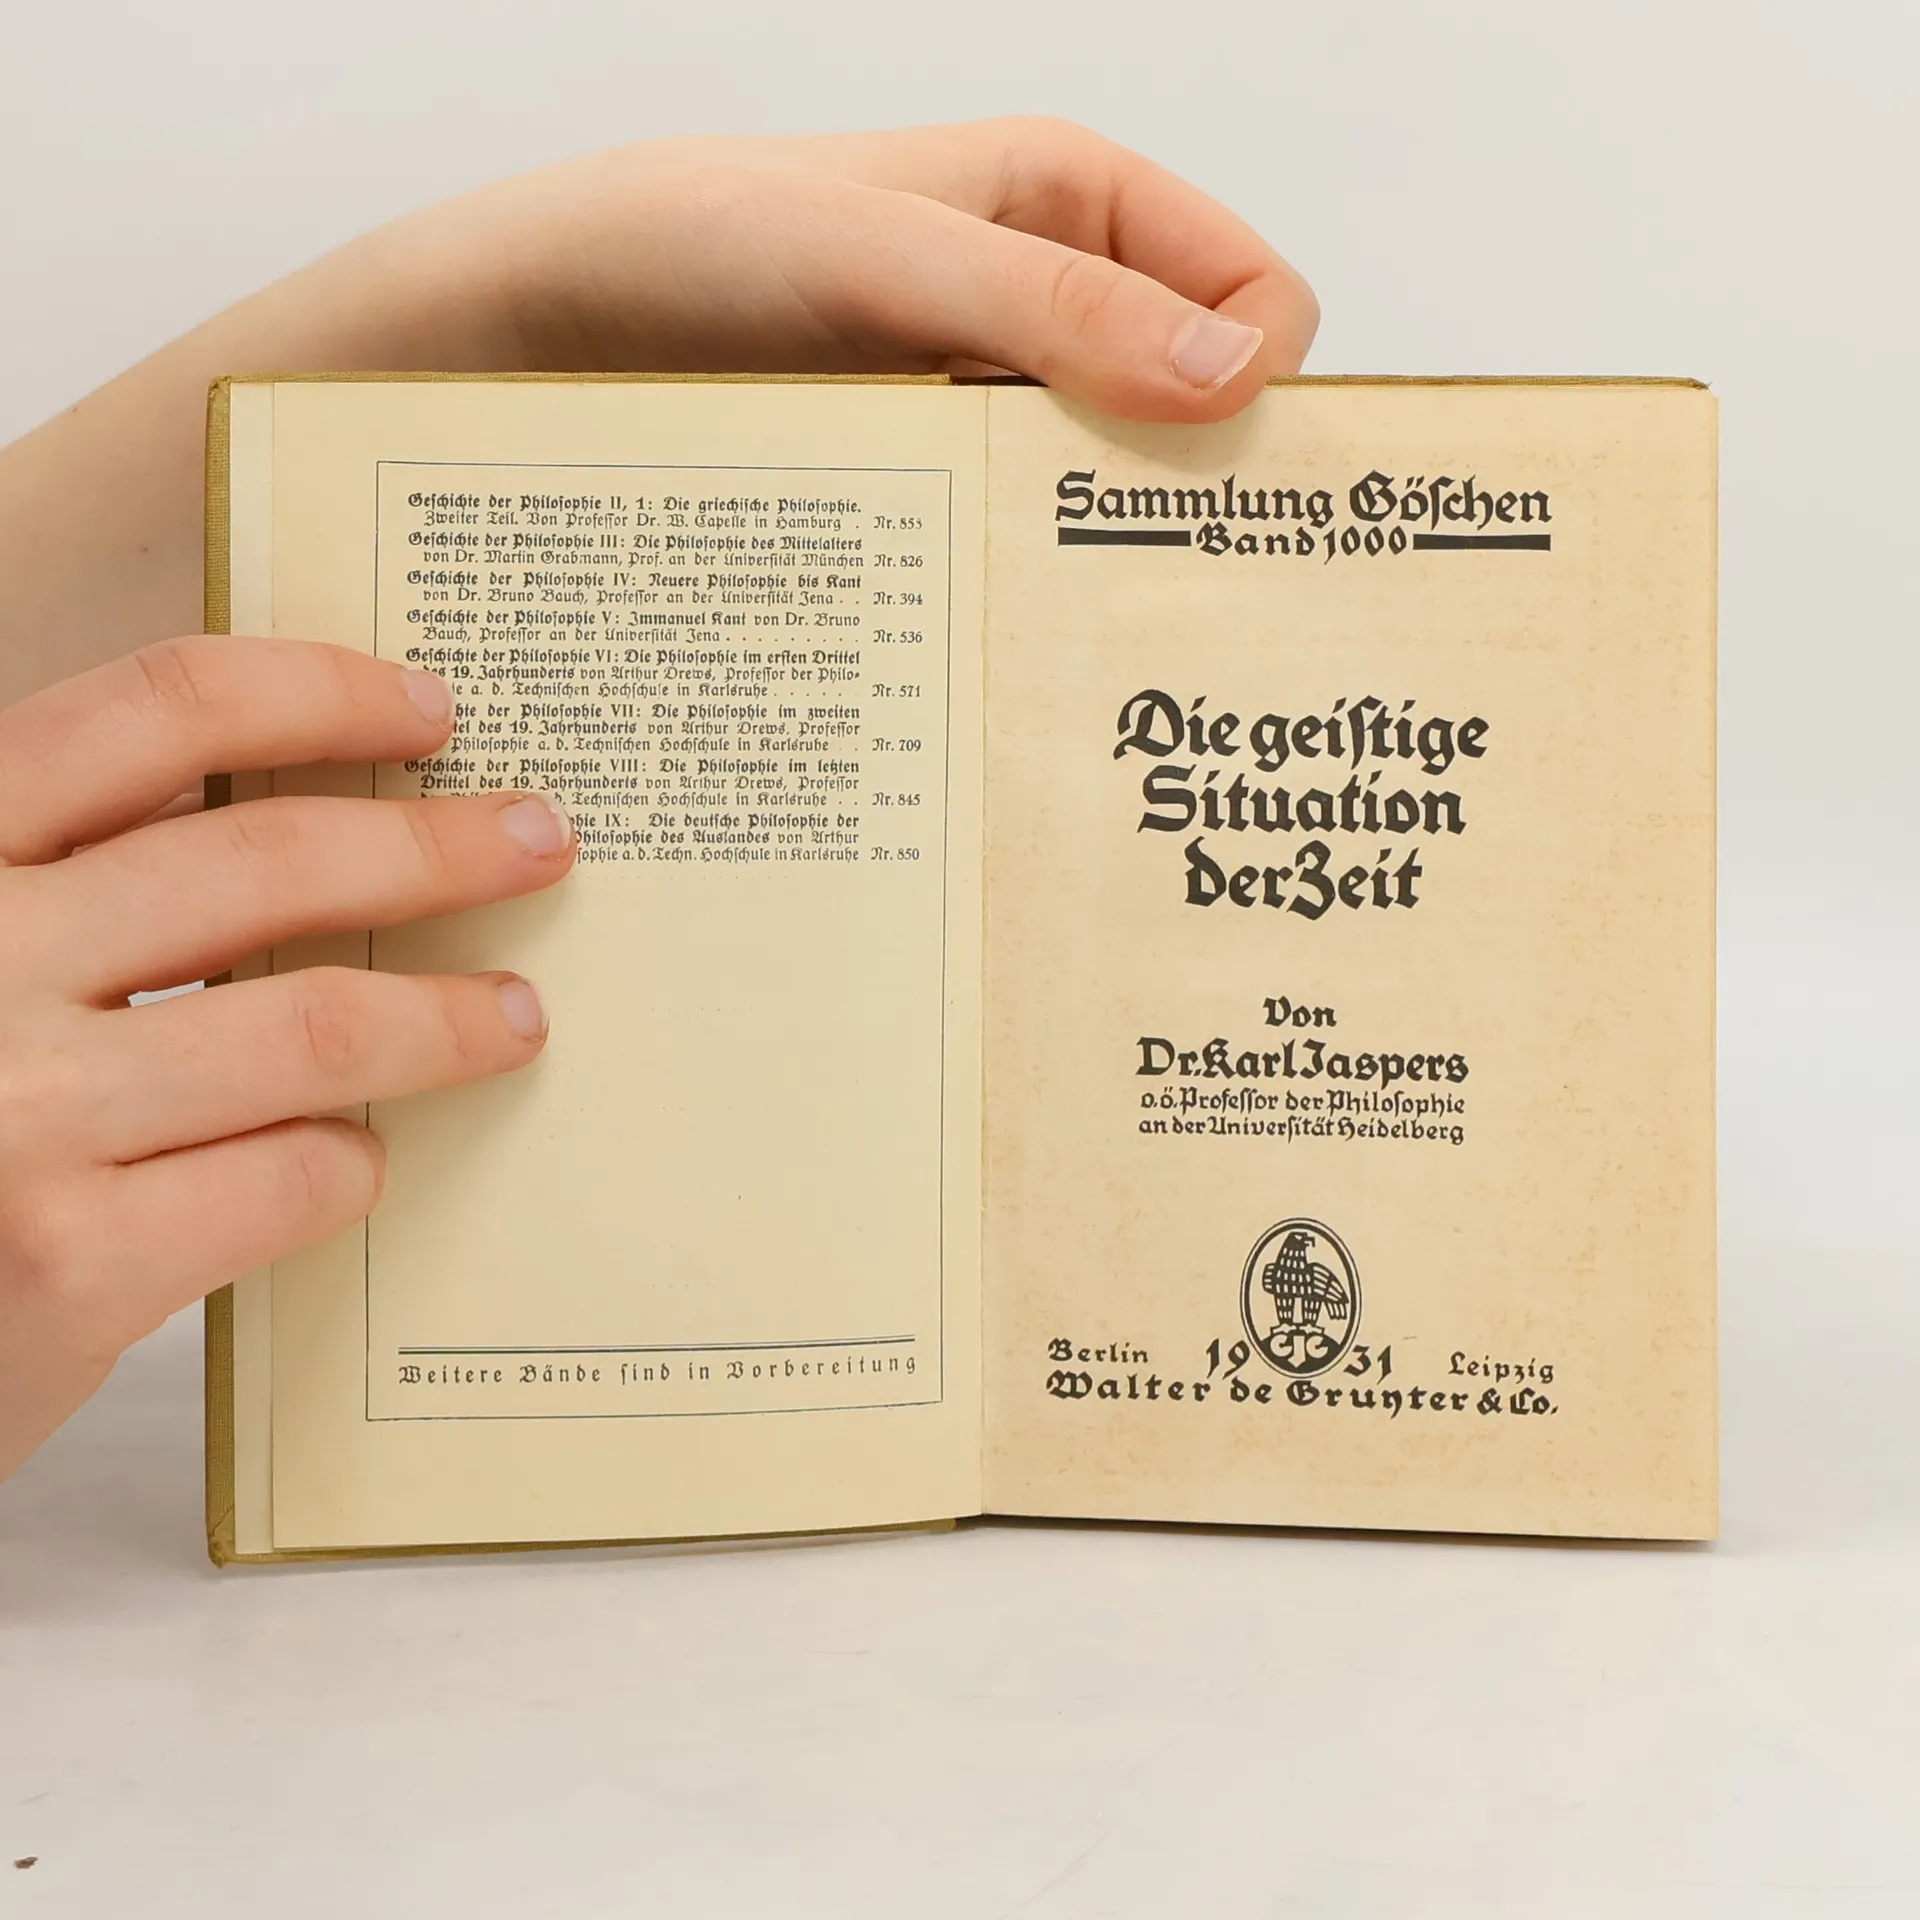 Geschichte der Philosophie II, 1: Die griechische Philosophie.
Zweiter Teil. Von Professor Dr. W. Capelle in Hamburg . Nr. 853
Geschichte der Philosophie III: Die Philosophie des Mittelalters
von Dr. Martin Grabmann, Prof. an der Universität München Nr. 826
Geschichte der Philosophie IV: Neuere Philosophie bis Kant
von Dr. Bruno Bauch, Professor an der Universität Jena . . Nr. 394
Geschichte der Philosophie V: Immanuel Kant von Dr. Bruno
Bauch, Professor an der Universität Jena . . . . . . . . . Nr. 536
Geschichte der Philosophie VI: Die Philosophie im ersten Drittel
des 19. Jahrhunderts von Arthur Drews, Professor der Philo-
ie a. d. Technischen Hochschule in Karlsruhe . . . . . . Nr. 571
hte der Philosophie VII: Die Philosophie im zweiten
tel des 19. Jahrhunderts von Arthur Drews, Professor
Philosophie a. d. Technischen Hochschule in Karlsruhe . . Nr. 709
Geschichte der Philosophie VIII: Die Philosophie im letzten
Drittel des 19. Jahrhunderts von Arthur Drews, Professor
d. Technischen Hochschule in Karlsruhe . . Nr. 845
phie IX: Die deutsche Philosophie der
Philosophie des Auslandes von Arthur
sophie a. d. Techn. Hochschule in Karlsruhe Nr. 850
Weitere Bände sind in Vorbereitung
Sammlung Göschen
Band 1000
Die geistige
Situation
der Zeit
Von
Dr. Karl Jaspers
o. ö. Professor der Philosophie
an der Universität Heidelberg
GJG
Berlin 1931 Leipzig
Walter de Gruyter & Co.